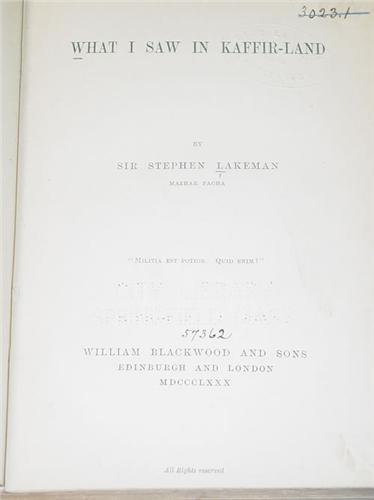 3023.1
WHAT I SAW IN KAFFIR-LAND
BY
SIR STEPHEN LAKEMAN
MAZHAR PACHA
"MILITIA EST POTIOR. QUID ENIM?"
57362
WILLIAM BLACKWOOD AND SONS
EDINBURGH AND LONDON
MDCCCLXXX
All Rights reserved